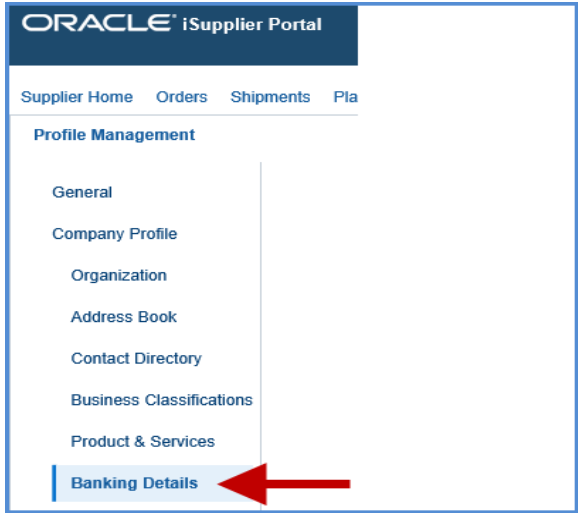 ORACLE iSupplier Portal
Supplier Home Orders Shipments Pla
Profile Management
General
Company Profile
Organization
Address Book
Contact Directory
Business Classifications
Product & Services
Banking Details